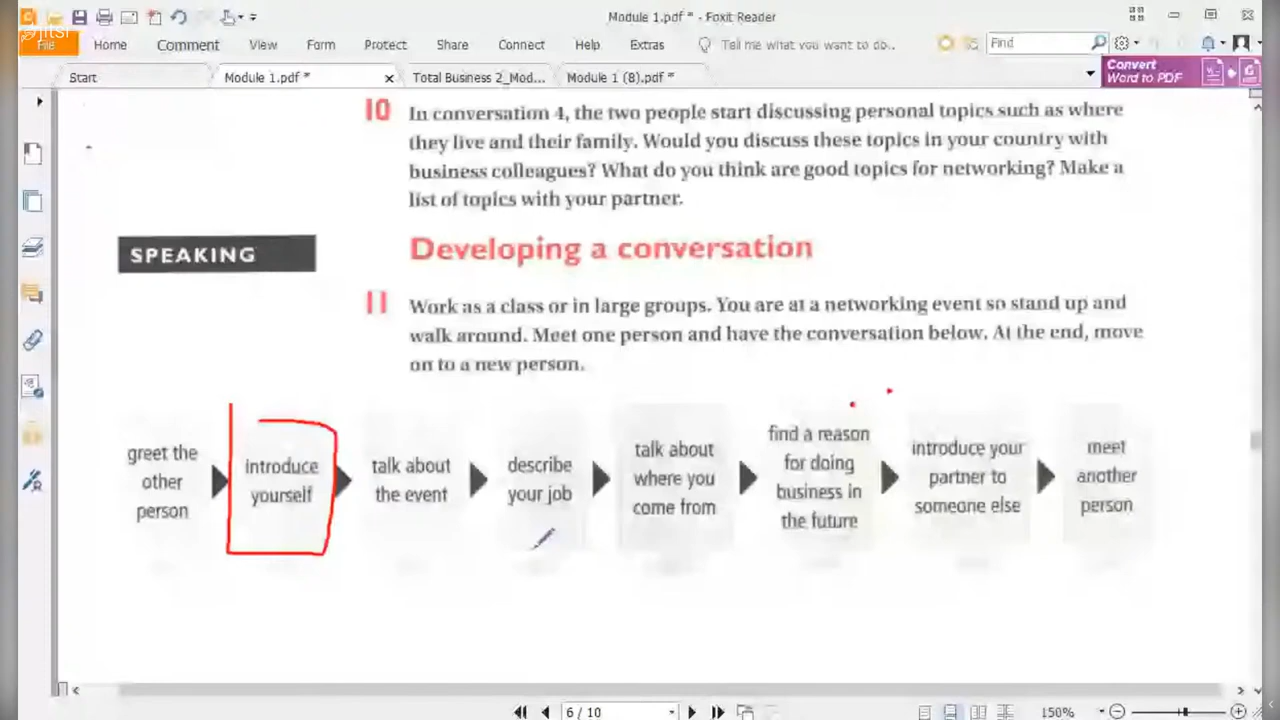 Module 1.pdf * - Foxit Reader
Jitsi
File Home Comment View Form Protect Share Connect Help Extras Tell me what you want to do.. Find
Start Module 1.pdf * Total Business 2_Mod... Module 1 (8).pdf * Convert
Word to PDF
10 In conversation 4, the two people start discussing personal topics such as where
they live and their family. Would you discuss these topics in your country with
business colleagues? What do you think are good topics for networking? Make a
list of topics with your partner.
SPEAKING Developing a conversation
11 Work as a class or in large groups. You are at a networking event so stand up and
walk around. Meet one person and have the conversation below. At the end, move
on to a new person.
greet the
other
person
introduce
yourself
talk about
the event
describe
your job
talk about
where you
come from
find a reason
for doing
business in
the future
introduce your
partner to
someone else
meet
another
person
6 / 10 150%